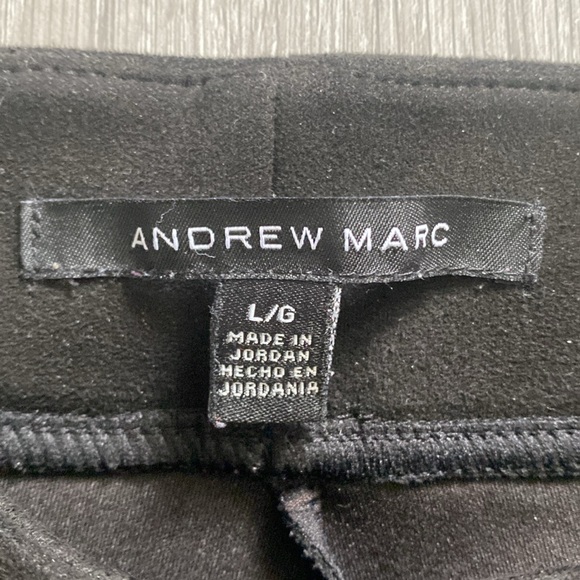 ANDREW MARC
L/G
MADE IN
JORDAN
HECHO EN
JORDANIA